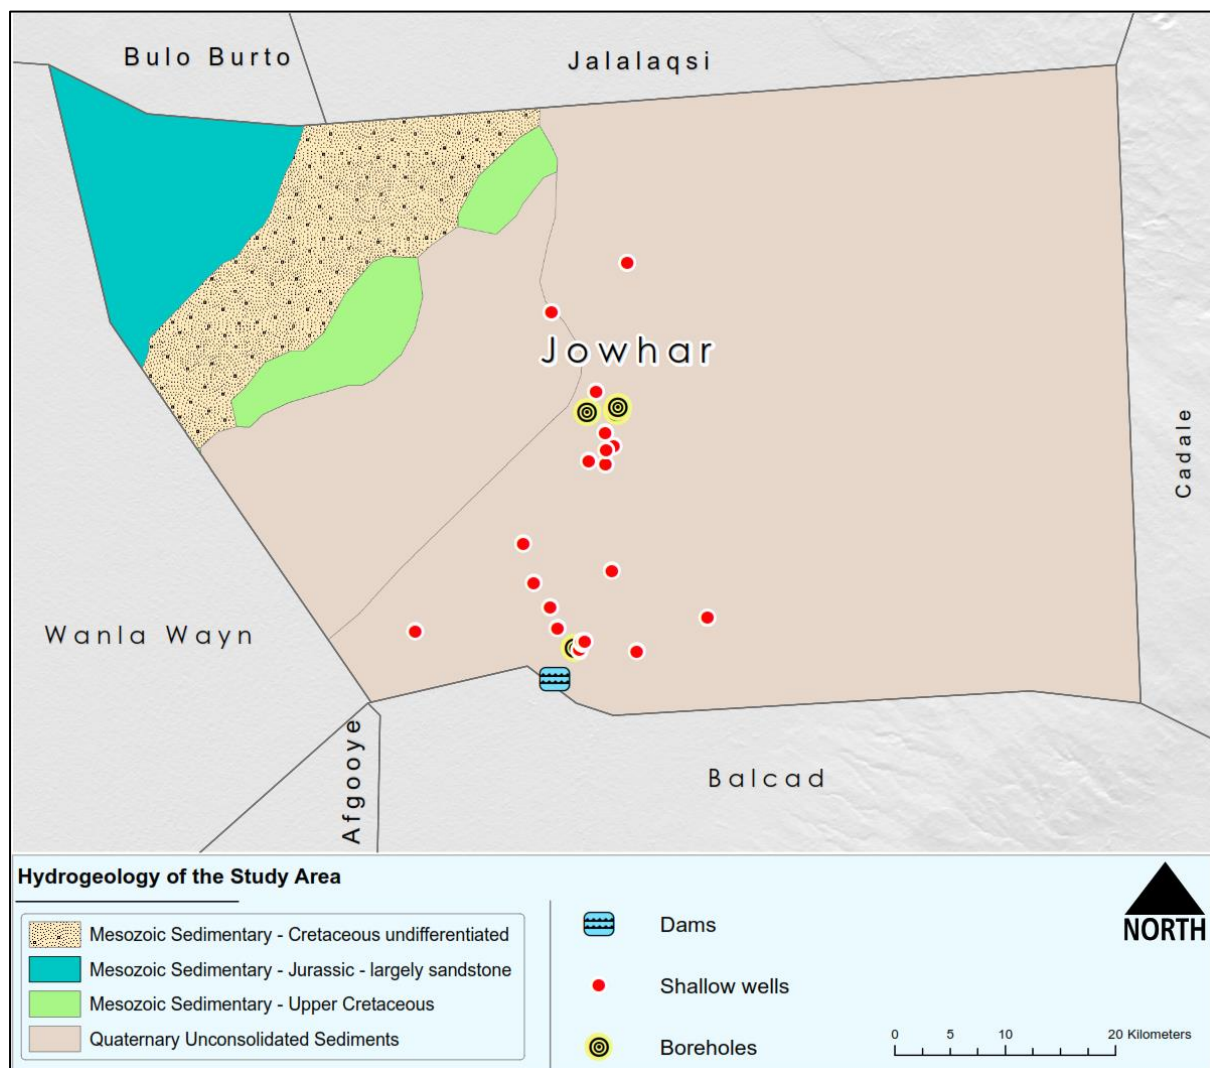 Bulo Burto
Jalalaqsi
Jowhar
Cadale
Wanla Wayn
Afgooye
Balcad
Hydrogeology of the Study Area
Mesozoic Sedimentary - Cretaceous undifferentiated
Mesozoic Sedimentary - Jurassic - largely sandstone
Mesozoic Sedimentary - Upper Cretaceous
Quaternary Unconsolidated Sediments
Dams
Shallow wells
Boreholes
NORTH
0 5 10 20 Kilometers